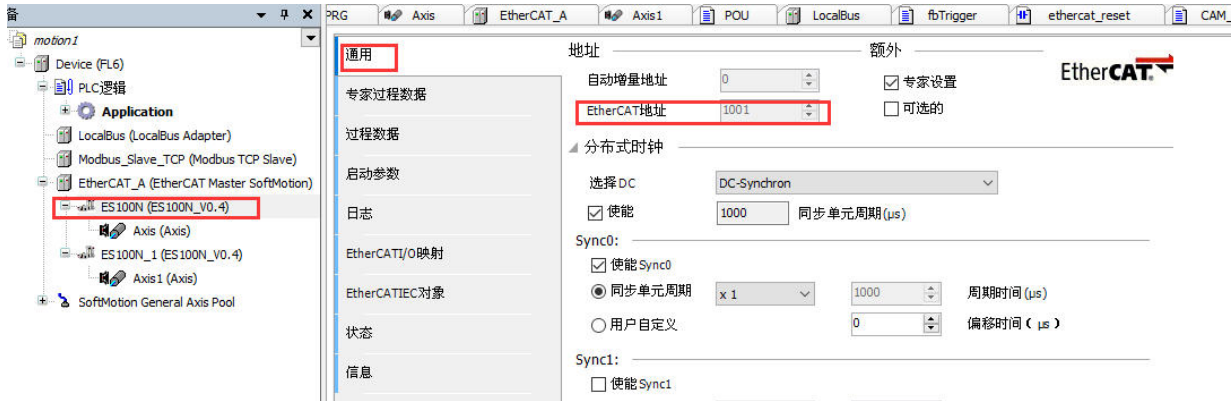 备
motion1
Device (FL6)
PLC逻辑
Application
LocalBus (LocalBus Adapter)
Modbus_Slave_TCP (Modbus TCP Slave)
EtherCAT_A (EtherCAT Master SoftMotion)
ES100N (ES100N_V0.4)
Axis (Axis)
ES100N_1 (ES100N_V0.4)
Axis1 (Axis)
SoftMotion General Axis Pool
PRG Axis EtherCAT_A Axis1 POU LocalBus fbTrigger ethercat_reset CAM_
通用
专家过程数据
过程数据
启动参数
日志
EtherCATI/O映射
EtherCATIEC对象
状态
信息
地址 额外
自动增量地址 0 专家设置
EtherCAT地址 1001 可选的
EtherCAT
分布式时钟
选择DC DC-Synchron
使能 1000 同步单元周期(μs)
Sync0:
使能Sync0
同步单元周期 x 1 1000 周期时间(μs)
用户自定义 0 偏移时间(μs)
Sync1:
使能Sync1